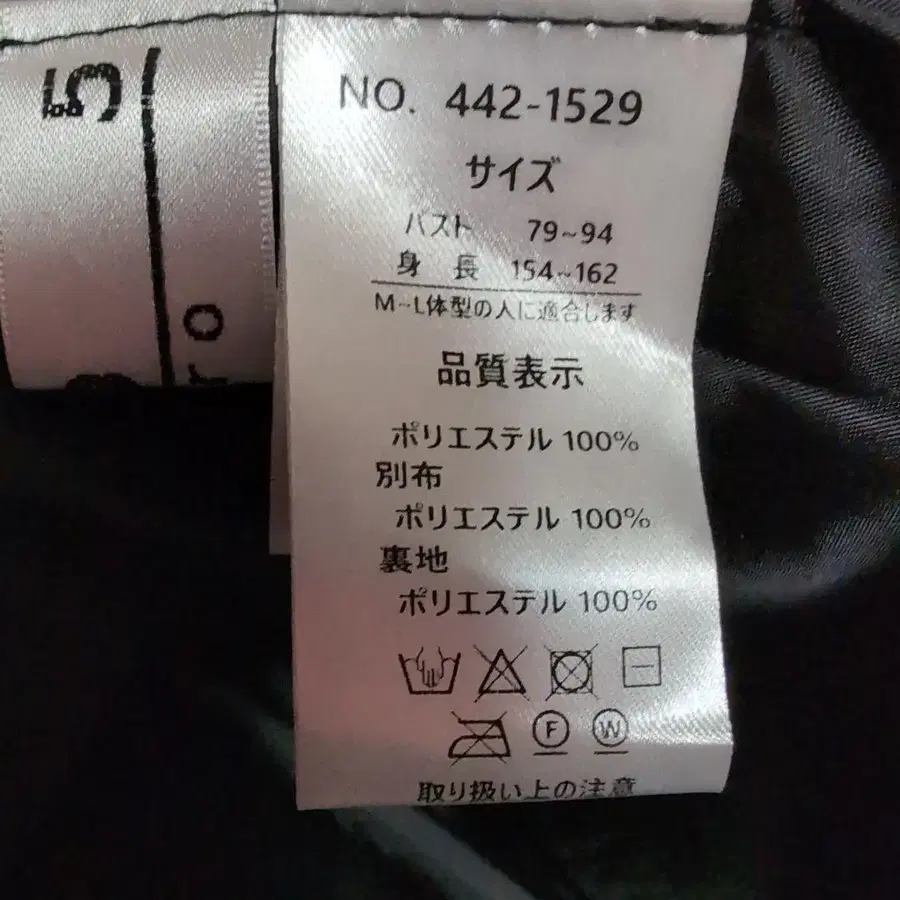 5
ro
NO. 442-1529
サイズ
バスト 79~94
身 長 154~162
M~L体型の人に適合します
品質表示
ポリエステル 100%
別布
ポリエステル 100%
裏地
ポリエステル 100%
F W
取り扱い上の注意